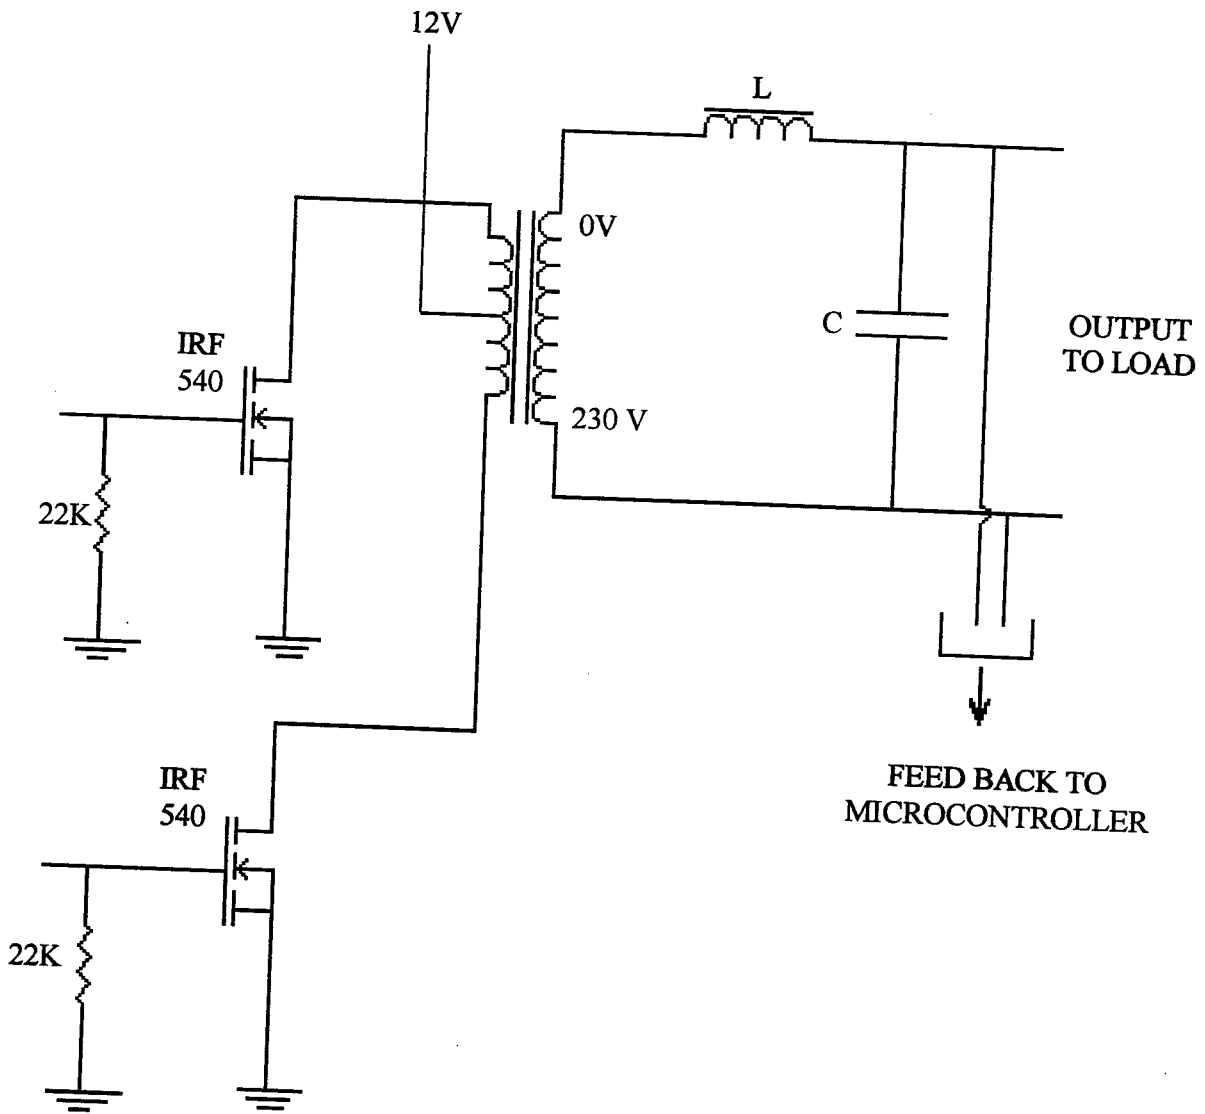 12V
L
0V
IRF
540
C
OUTPUT
TO LOAD
230 V
22K
IRF
540
FEED BACK TO
MICROCONTROLLER
22K